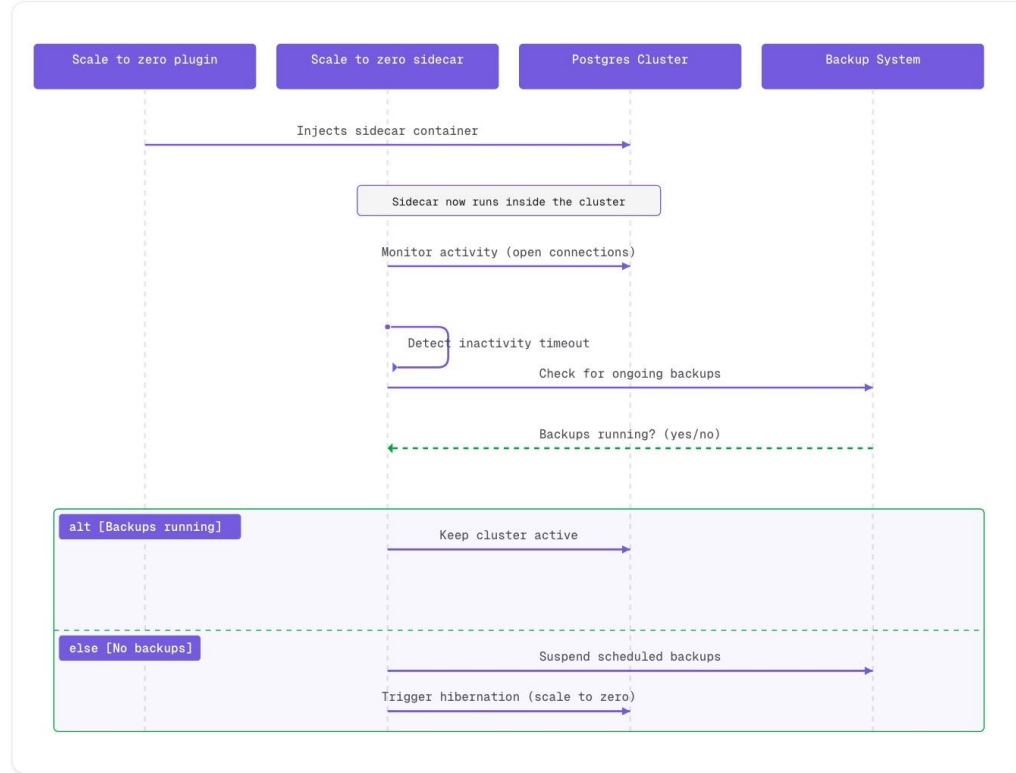 Scale to zero plugin
Scale to zero sidecar
Postgres Cluster
Backup System
Injects sidecar container
Sidecar now runs inside the cluster
Monitor activity (open connections)
Detect inactivity timeout
Check for ongoing backups
Backups running? (yes/no)
alt [Backups running]
Keep cluster active
else [No backups]
Suspend scheduled backups
Trigger hibernation (scale to zero)